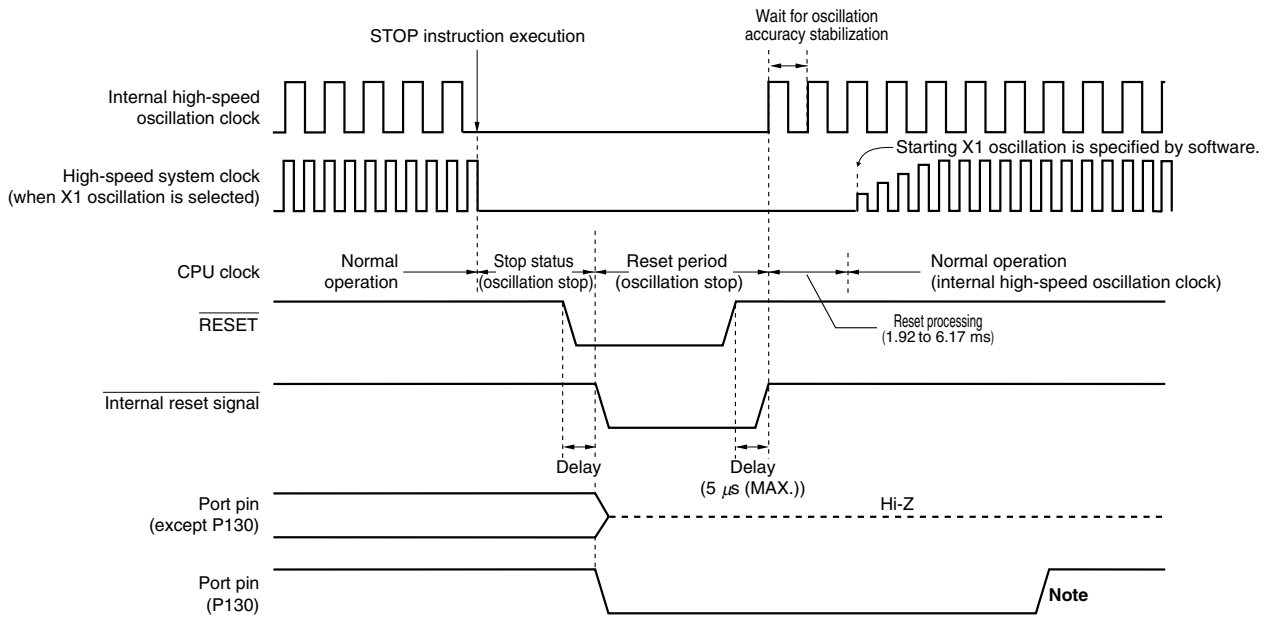 Wait for oscillation
accuracy stabilization
STOP instruction execution
Internal high-speed
oscillation clock
Starting X1 oscillation is specified by software.
High-speed system clock
(when X1 oscillation is selected)
CPU clock
Normal
operation
Stop status
(oscillation stop)
Reset period
(oscillation stop)
Normal operation
(internal high-speed oscillation clock)
RESET
Reset processing
(1.92 to 6.17 ms)
Internal reset signal
Delay
Delay
(5 μs (MAX.))
Port pin
(except P130)
Hi-Z
Port pin
(P130)
Note